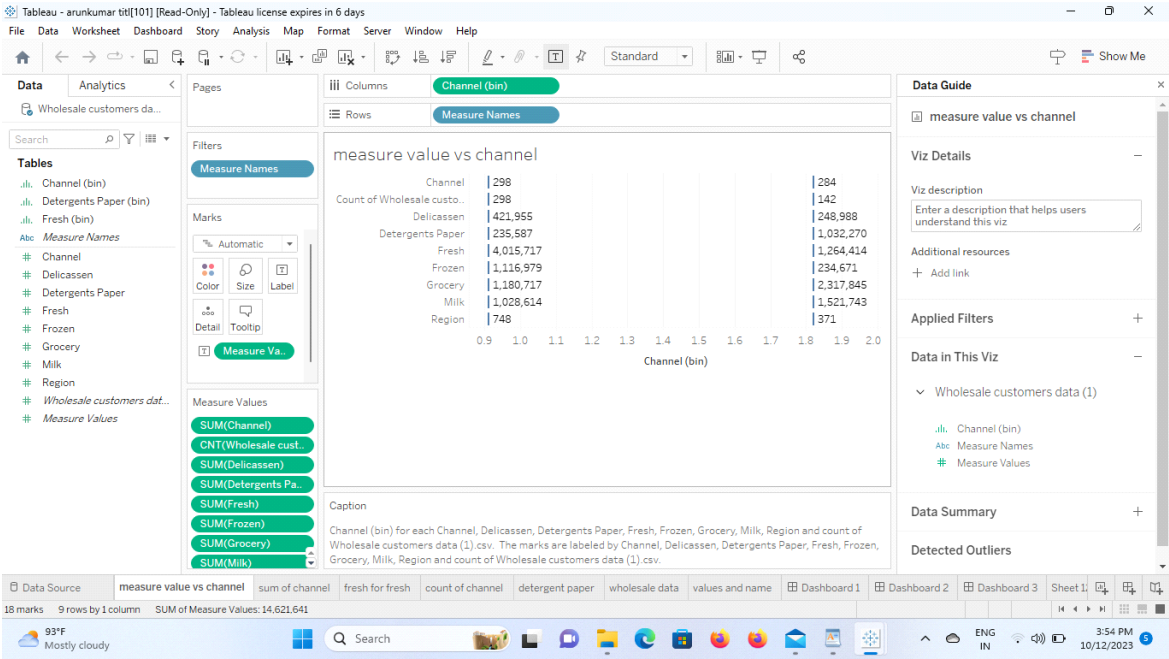 Tableau - arunkumar titl[101] [Read-Only] - Tableau license expires in 6 days
File Data Worksheet Dashboard Story Analysis Map Format Server Window Help
Standard
Show Me
Data Analytics
Wholesale customers da...
Search
Tables
Channel (bin)
Detergents Paper (bin)
Fresh (bin)
Abc Measure Names
# Channel
# Delicassen
# Detergents Paper
# Fresh
# Frozen
# Grocery
# Milk
# Region
# Wholesale customers dat...
# Measure Values
Pages
Filters
Measure Names
Marks
Automatic
Color Size Label
Detail Tooltip
Measure Va..
Measure Values
SUM(Channel)
CNT(Wholesale cust..
SUM(Delicassen)
SUM(Detergents Pa..
SUM(Fresh)
SUM(Frozen)
SUM(Grocery)
SUM(Milk)
Columns Channel (bin)
Rows Measure Names
measure value vs channel
Channel 298 284
Count of Wholesale custo.. 298 142
Delicassen 421,955 248,988
Detergents Paper 235,587 1,032,270
Fresh 4,015,717 1,264,414
Frozen 1,116,979 234,671
Grocery 1,180,717 2,317,845
Milk 1,028,614 1,521,743
Region 748 371
0.9 1.0 1.1 1.2 1.3 1.4 1.5 1.6 1.7 1.8 1.9 2.0
Channel (bin)
Caption
Channel (bin) for each Channel, Delicassen, Detergents Paper, Fresh, Frozen, Grocery, Milk, Region and count of
Wholesale customers data (1).csv. The marks are labeled by Channel, Delicassen, Detergents Paper, Fresh, Frozen,
Grocery, Milk, Region and count of Wholesale customers data (1).csv.
Data Guide
measure value vs channel
Viz Details
Viz description
Enter a description that helps users
understand this viz
Additional resources
+ Add link
Applied Filters
Data in This Viz
Wholesale customers data (1)
Channel (bin)
Abc Measure Names
# Measure Values
Data Summary
Detected Outliers
Data Source measure value vs channel sum of channel fresh for fresh count of channel detergent paper wholesale data values and name Dashboard 1 Dashboard 2 Dashboard 3 Sheet 1
18 marks 9 rows by 1 column SUM of Measure Values: 14,621,641
93°F
Mostly cloudy
Search
ENG
IN
3:54 PM
10/12/2023
5